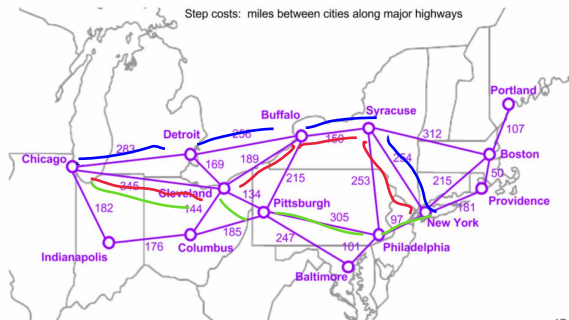 Step costs: miles between cities along major highways
Portland
Buffalo
Syracuse
107
Detroit
256
150
312
Boston
Chicago
283
169
189
254
50
345
Cleveland
134
215
253
215
Providence
182
144
Pittsburgh
305
97
181
New York
185
176
Columbus
247
101
Philadelphia
Indianapolis
Baltimore